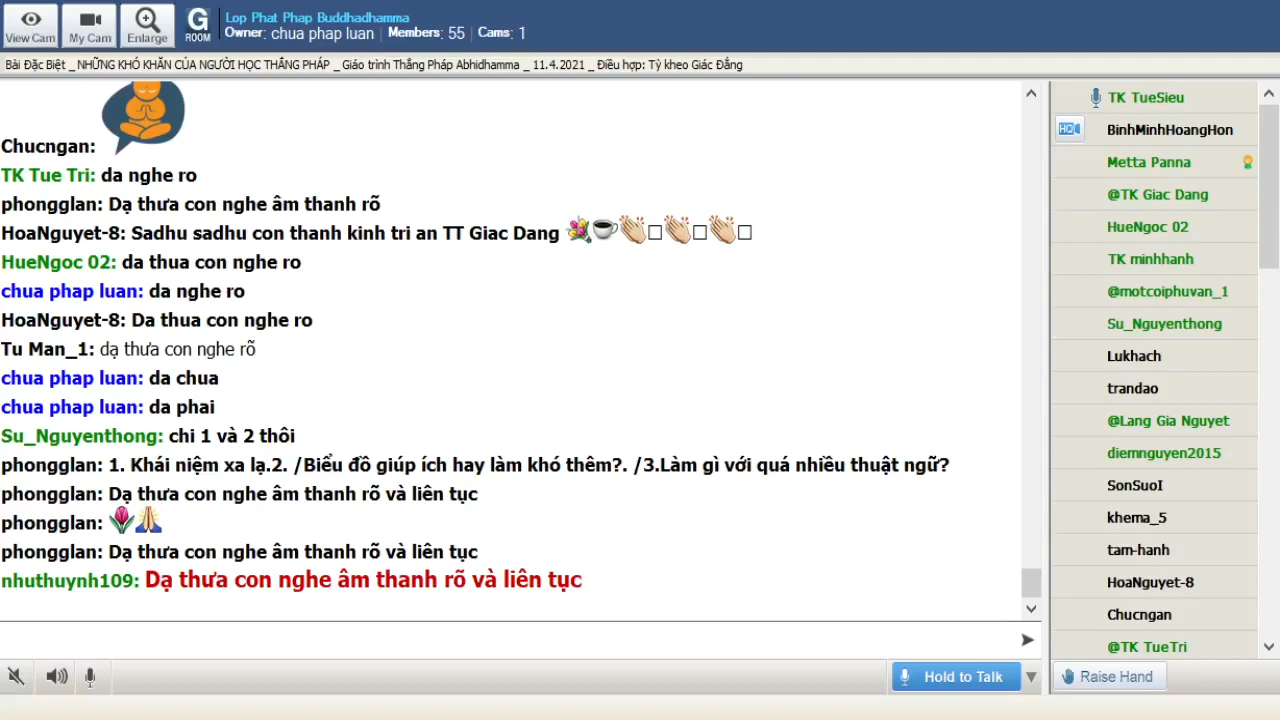 View Cam
My Cam
Enlarge
G
ROOM
Lop Phat Phap Buddhadhamma
Owner: chua phap luan | Members: 55 | Cams: 1
Bài Đặc Biệt _ NHỮNG KHÓ KHĂN CỦA NGƯỜI HỌC THẮNG PHÁP _ Giáo trình Thắng Pháp Abhidhamma _ 11.4.2021 _ Điều hợp: Tỳ kheo Giác Đẳng
Chucngan:
TK Tue Tri: da nghe ro
phongglan: Dạ thưa con nghe âm thanh rõ
HoaNguyet-8: Sadhu sadhu con thanh kinh tri an TT Giac Dang
HueNgoc 02: da thua con nghe ro
chua phap luan: da nghe ro
HoaNguyet-8: Da thua con nghe ro
Tu Man_1: dạ thưa con nghe rõ
chua phap luan: da chua
chua phap luan: da phai
Su_Nguyenthong: chi 1 và 2 thôi
phongglan: 1. Khái niệm xa lạ.2. /Biểu đồ giúp ích hay làm khó thêm?. /3.Làm gì với quá nhiều thuật ngữ?
phongglan: Dạ thưa con nghe âm thanh rõ và liên tục
phongglan:
phongglan: Dạ thưa con nghe âm thanh rõ và liên tục
nhuthuynh109: Dạ thưa con nghe âm thanh rõ và liên tục
TK TueSieu
HQ
BinhMinhHoangHon
Metta Panna
@TK Giac Dang
HueNgoc 02
TK minhhanh
@motcoiphuvan_1
Su_Nguyenthong
Lukhach
trandao
@Lang Gia Nguyet
diemnguyen2015
SonSuoI
khema_5
tam-hanh
HoaNguyet-8
Chucngan
@TK TueTri
Hold to Talk
Raise Hand